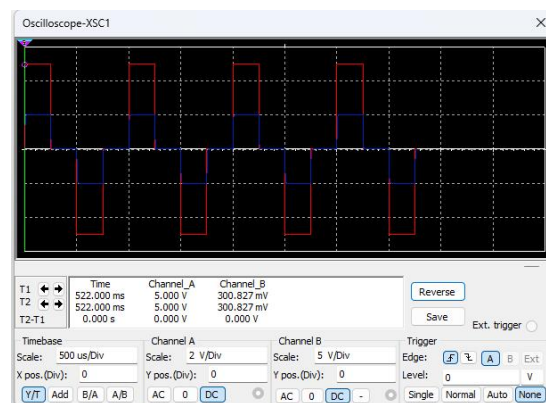 Oscilloscope-XSC1
Time Channel_A Channel_B
T1 522.000 ms 5.000 V 300.827 mV
T2 522.000 ms 5.000 V 300.827 mV
T2-T1 0.000 s 0.000 V 0.000 V
Reverse
Save
Ext. trigger
Timebase
Scale: 500 us/Div
X pos.(Div): 0
Y/T Add B/A A/B
Channel A
Scale: 2 V/Div
Y pos.(Div): 0
AC 0 DC
Channel B
Scale: 5 V/Div
Y pos.(Div): 0
AC 0 DC -
Trigger
Edge: A B Ext
Level: 0 V
Single Normal Auto None